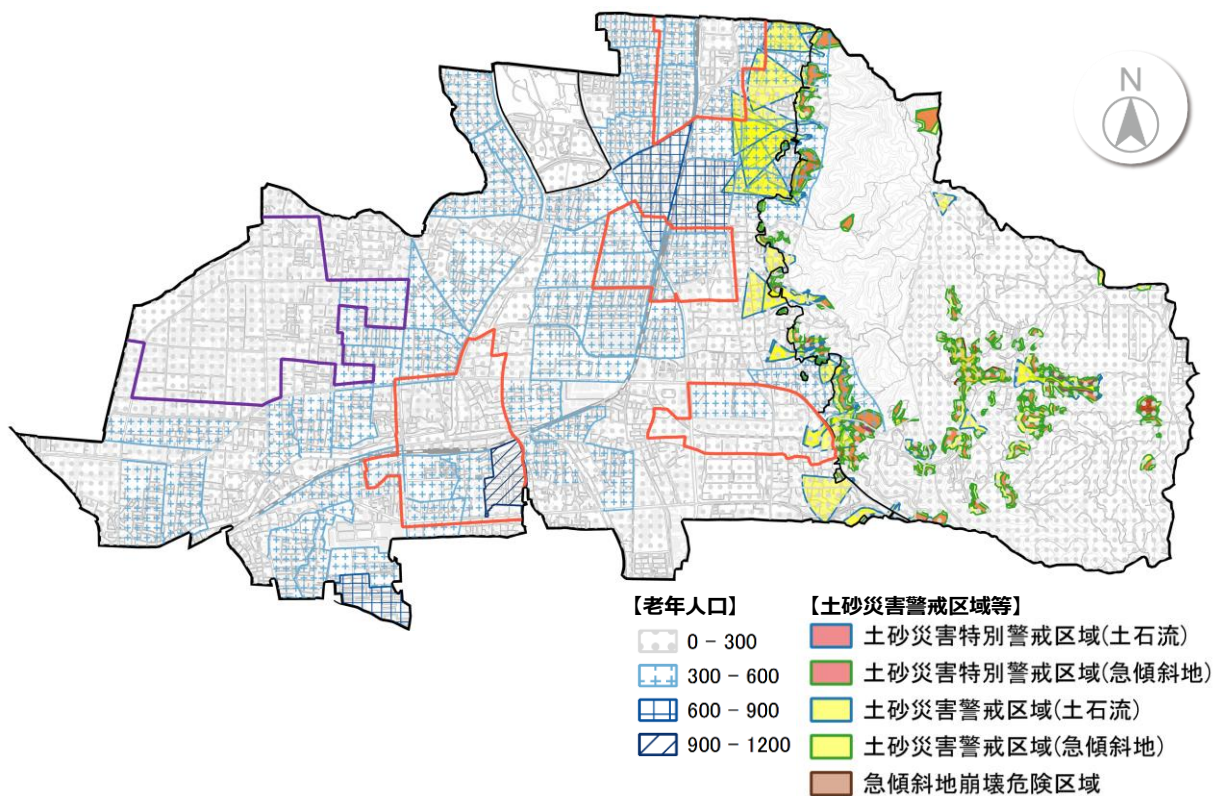 N
【老年人口】
0 - 300
300 - 600
600 - 900
900 - 1200
【土砂災害警戒区域等】
土砂災害特別警戒区域(土石流)
土砂災害特別警戒区域(急傾斜地)
土砂災害警戒区域(土石流)
土砂災害警戒区域(急傾斜地)
急傾斜地崩壊危険区域